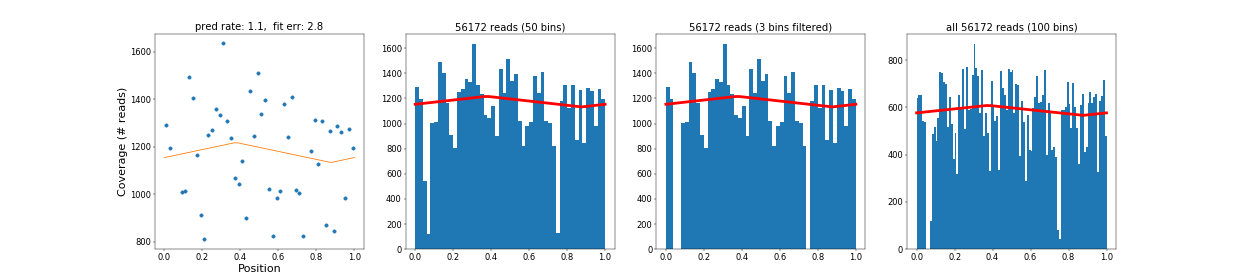 pred rate: 1.1, fit err: 2.8
Coverage (# reads)
1600
1400
1200
1000
800
0.0 0.2 0.4 0.6 0.8 1.0
Position
56172 reads (50 bins)
1600
1400
1200
1000
800
600
400
200
0
0.0 0.2 0.4 0.6 0.8 1.0
56172 reads (3 bins filtered)
1600
1400
1200
1000
800
600
400
200
0
0.0 0.2 0.4 0.6 0.8 1.0
all 56172 reads (100 bins)
800
600
400
200
0
0.0 0.2 0.4 0.6 0.8 1.0